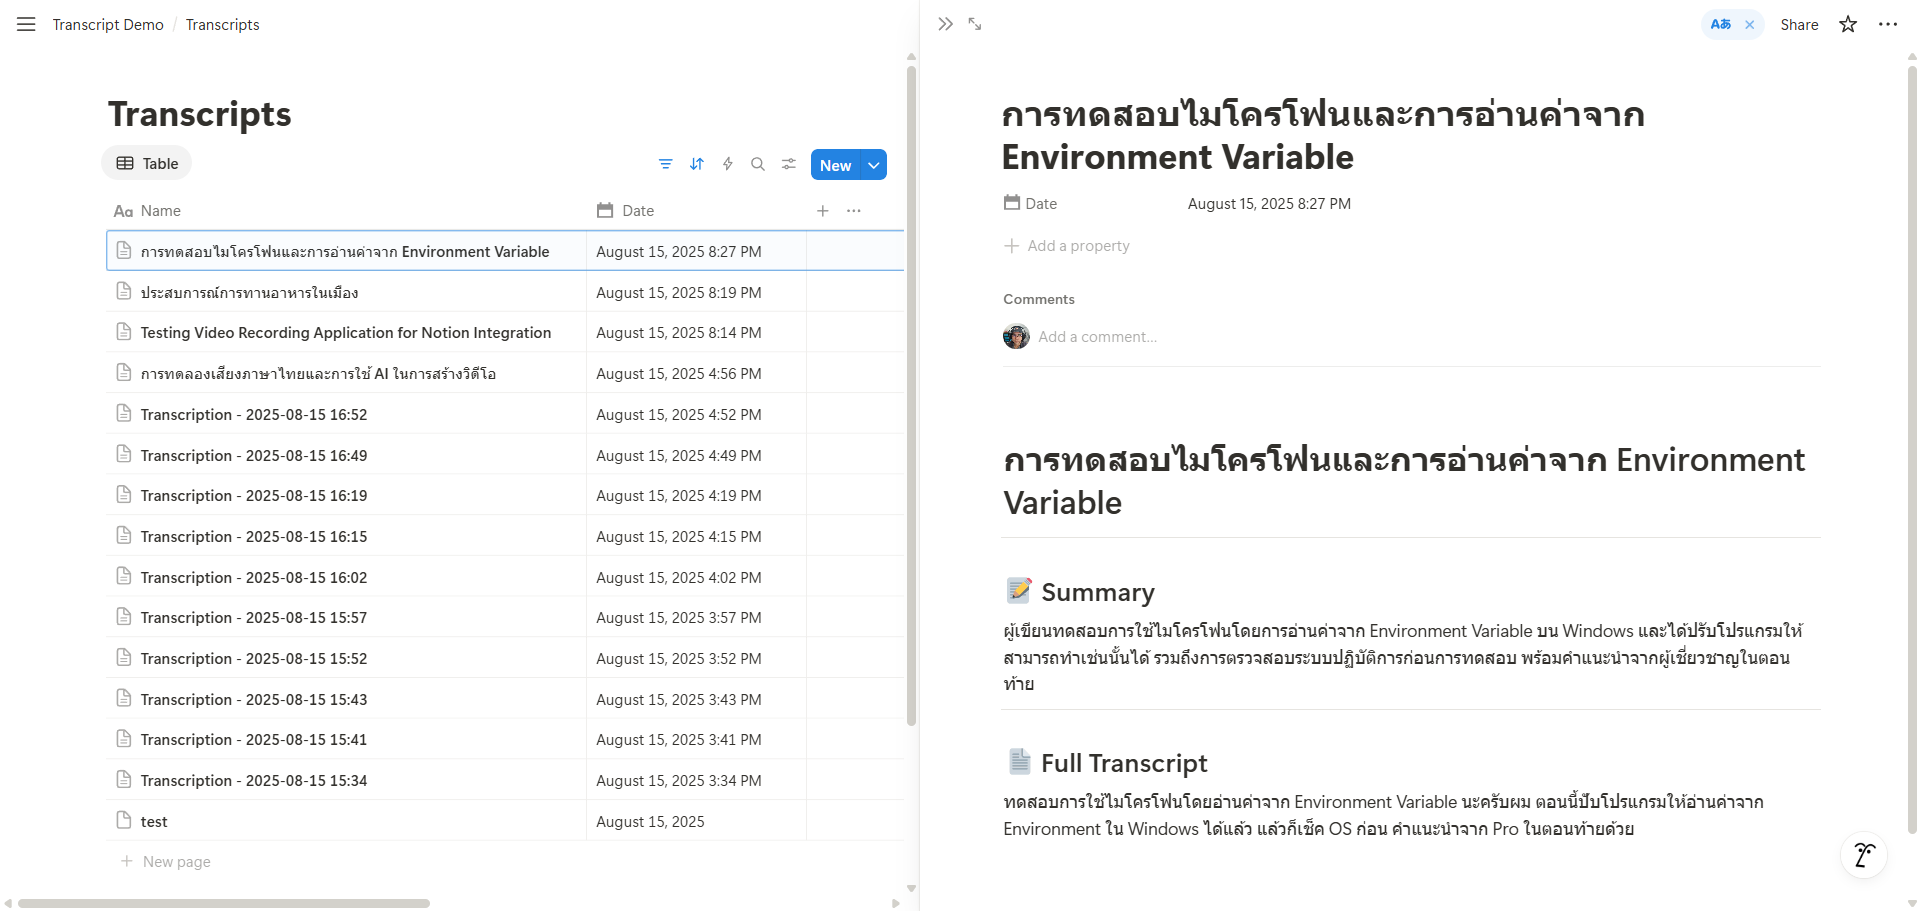 Transcript Demo / Transcripts
Transcripts
Table
New
Aa Name
Date
การทดสอบไมโครโฟนและการอ่านค่าจาก Environment Variable August 15, 2025 8:27 PM
ประสบการณ์การทานอาหารในเมือง August 15, 2025 8:19 PM
Testing Video Recording Application for Notion Integration August 15, 2025 8:14 PM
การทดลองเสียงภาษาไทยและการใช้ AI ในการสร้างวิดีโอ August 15, 2025 4:56 PM
Transcription - 2025-08-15 16:52 August 15, 2025 4:52 PM
Transcription - 2025-08-15 16:49 August 15, 2025 4:49 PM
Transcription - 2025-08-15 16:19 August 15, 2025 4:19 PM
Transcription - 2025-08-15 16:15 August 15, 2025 4:15 PM
Transcription - 2025-08-15 16:02 August 15, 2025 4:02 PM
Transcription - 2025-08-15 15:57 August 15, 2025 3:57 PM
Transcription - 2025-08-15 15:52 August 15, 2025 3:52 PM
Transcription - 2025-08-15 15:43 August 15, 2025 3:43 PM
Transcription - 2025-08-15 15:41 August 15, 2025 3:41 PM
Transcription - 2025-08-15 15:34 August 15, 2025 3:34 PM
test August 15, 2025
New page
Aあ
Share
การทดสอบไมโครโฟนและการอ่านค่าจาก
Environment Variable
Date August 15, 2025 8:27 PM
Add a property
Comments
Add a comment...
การทดสอบไมโครโฟนและการอ่านค่าจาก Environment
Variable
Summary
ผู้เขียนทดสอบการใช้ไมโครโฟนโดยการอ่านค่าจาก Environment Variable บน Windows และได้ปรับโปรแกรมให้
สามารถทำเช่นนั้นได้ รวมถึงการตรวจสอบระบบปฏิบัติการก่อนการทดสอบ พร้อมคำแนะนำจากผู้เชี่ยวชาญในตอน
ท้าย
Full Transcript
ทดสอบการใช้ไมโครโฟนโดยอ่านค่าจาก Environment Variable นะครับผม ตอนนี้ปับโปรแกรมให้อ่านค่าจาก
Environment ใน Windows ได้แล้ว แล้วก็เช็ค OS ก่อน คำแนะนำจาก Pro ในตอนท้ายด้วย